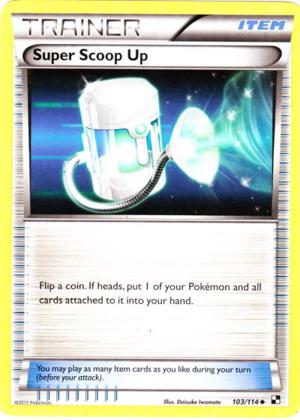 TRAINER ITEM
Super Scoop Up
Flip a coin. If heads, put 1 of your Pokémon and all
cards attached to it into your hand.
You may play as many Item cards as you like during your turn
(before your attack).
©2011 Pokémon Illus. Daisuke Iwamoto 103/114 ◆